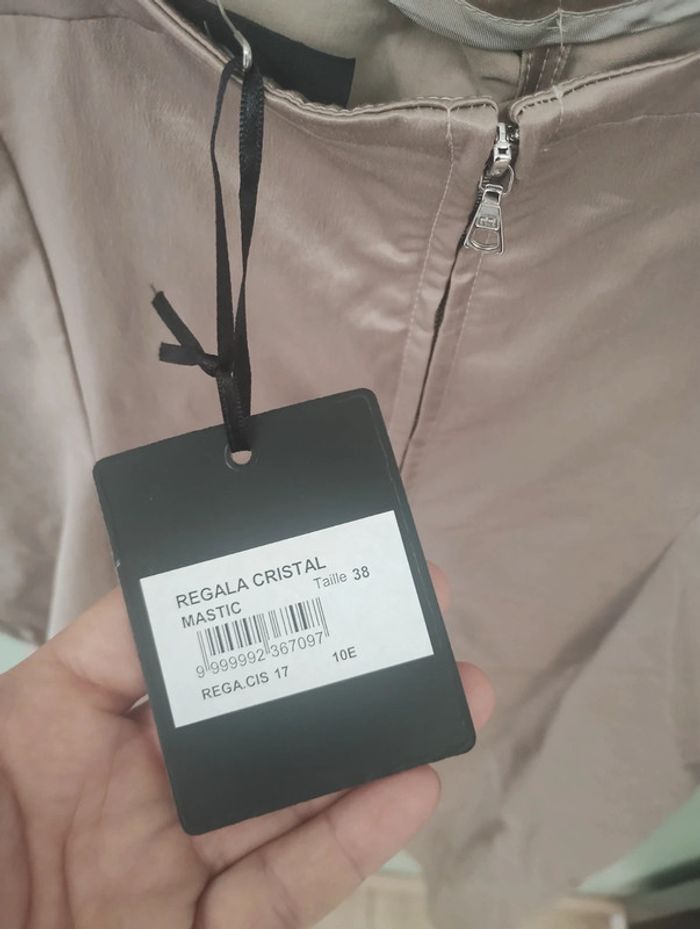 REGALA CRISTAL
Taille 38
MASTIC
9 999992 367097
REGA.CIS 17 10E